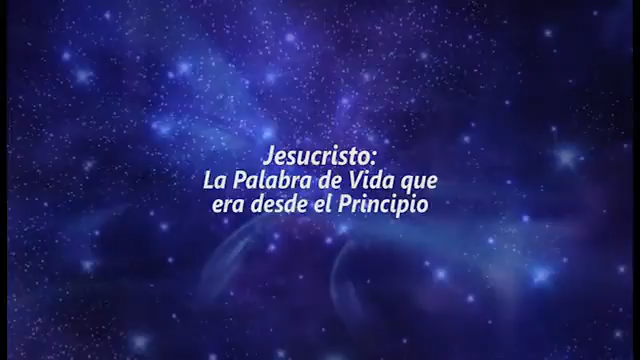 Jesucristo:
La Palabra de Vida que
era desde el Principio